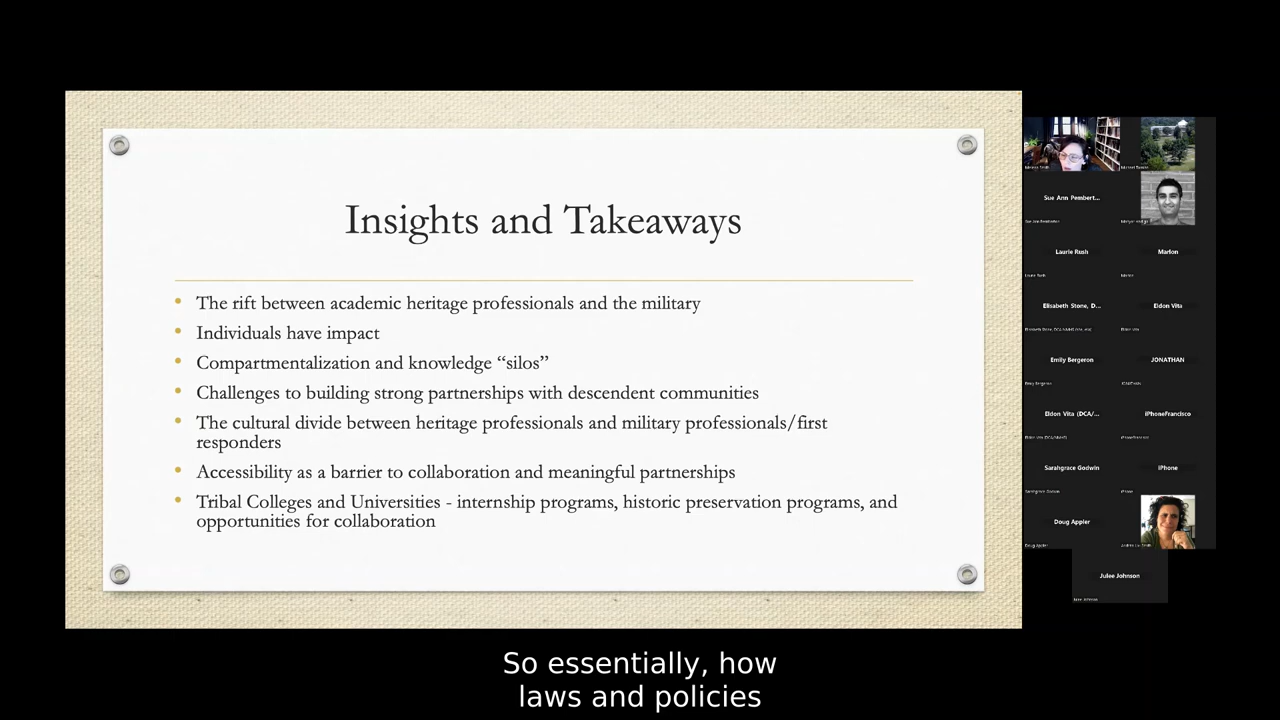 Insights and Takeaways
The rift between academic heritage professionals and the military
Individuals have impact
Compartmentalization and knowledge “silos”
Challenges to building strong partnerships with descendent communities
The cultural divide between heritage professionals and military professionals/first
responders
Accessibility as a barrier to collaboration and meaningful partnerships
Tribal Colleges and Universities - internship programs, historic preservation programs, and
opportunities for collaboration
Sue Ann Pembert...
Laurie Rush
Marlon
Elisabeth Stone, D...
Eldon Vita
Emily Bergeron
JONATHAN
Eldon Vita (DCA/...
iPhoneFrancisco
Sarahgrace Godwin
iPhone
Doug Appler
Julee Johnson
So essentially, how
laws and policies